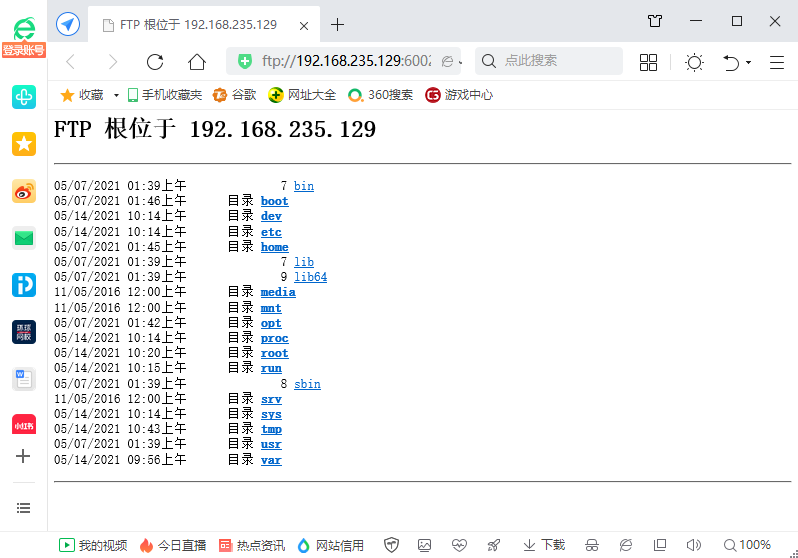 登录账号
FTP 根位于 192.168.235.129
ftp://192.168.235.129:6002
点此搜索
收藏 手机收藏夹 谷歌 网址大全 360搜索 游戏中心
FTP 根位于 192.168.235.129
05/07/2021 01:39上午 7 bin
05/07/2021 01:46上午 目录 boot
05/14/2021 10:14上午 目录 dev
05/14/2021 10:14上午 目录 etc
05/07/2021 01:45上午 目录 home
05/07/2021 01:39上午 7 lib
05/07/2021 01:39上午 9 lib64
11/05/2016 12:00上午 目录 media
11/05/2016 12:00上午 目录 mnt
05/07/2021 01:42上午 目录 opt
05/14/2021 10:14上午 目录 proc
05/14/2021 10:20上午 目录 root
05/14/2021 10:15上午 目录 run
05/07/2021 01:39上午 8 sbin
11/05/2016 12:00上午 目录 srv
05/14/2021 10:14上午 目录 sys
05/14/2021 10:43上午 目录 tmp
05/07/2021 01:39上午 目录 usr
05/14/2021 09:56上午 目录 var
小红书
我的视频 今日直播 热点资讯 网站信用 下载 100%